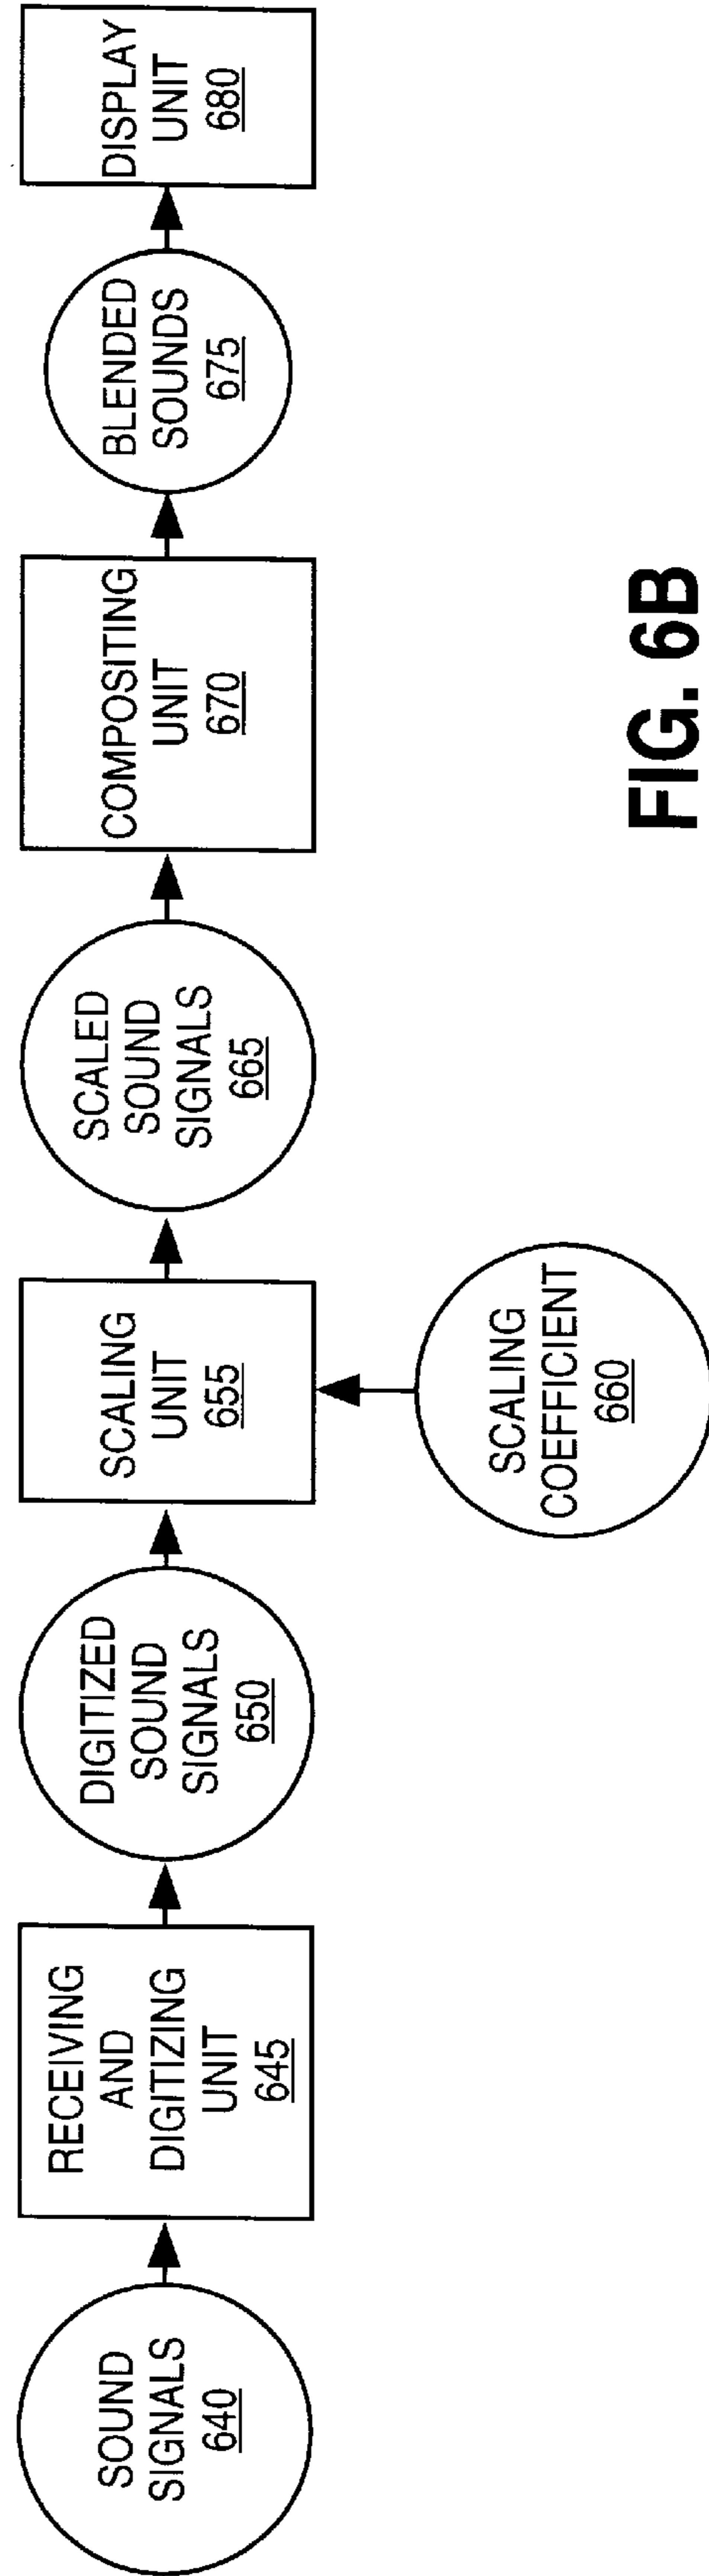 SOUND
SIGNALS
640
RECEIVING
AND
DIGITIZING
UNIT
645
DIGITIZED
SOUND
SIGNALS
650
SCALING
UNIT
655
SCALING
COEFFICIENT
660
SCALED
SOUND
SIGNALS
665
COMPOSITING
UNIT
670
BLENDED
SOUNDS
675
DISPLAY
UNIT
680
FIG. 6B